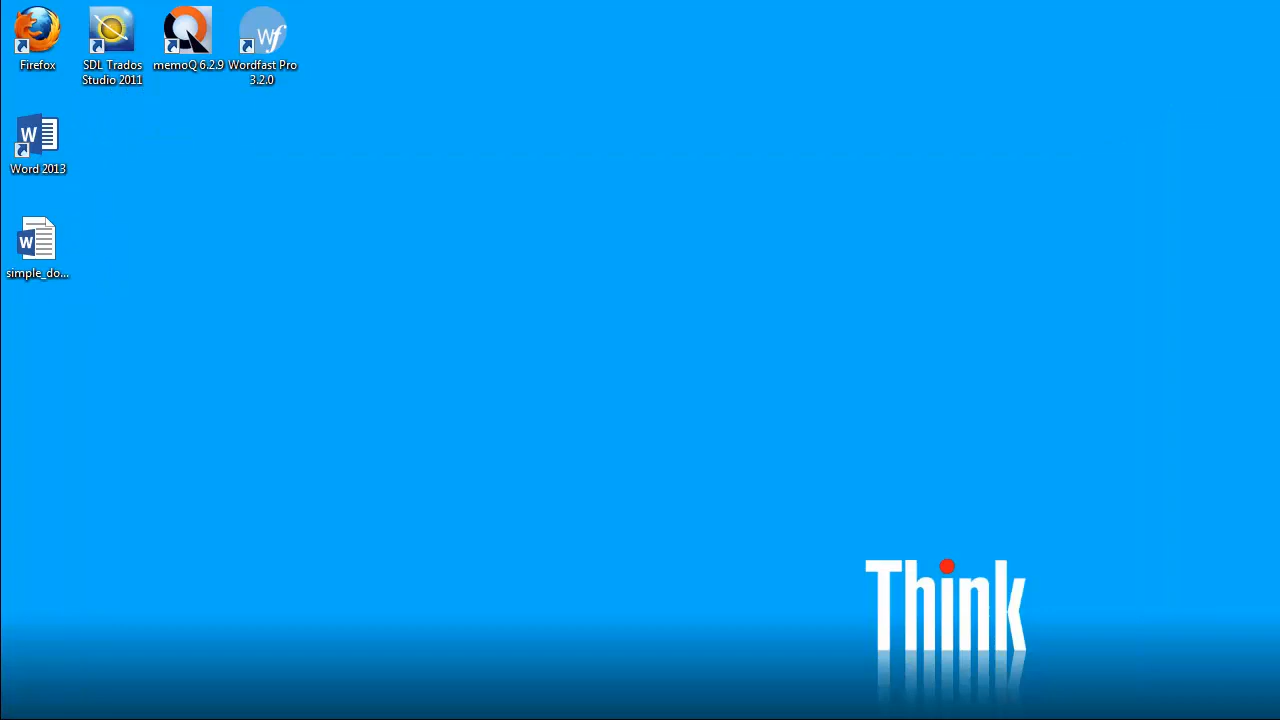 Firefox
SDL Trados
Studio 2011
memoQ 6.2.9
Wordfast Pro
3.2.0
Word 2013
simple_do...
Think